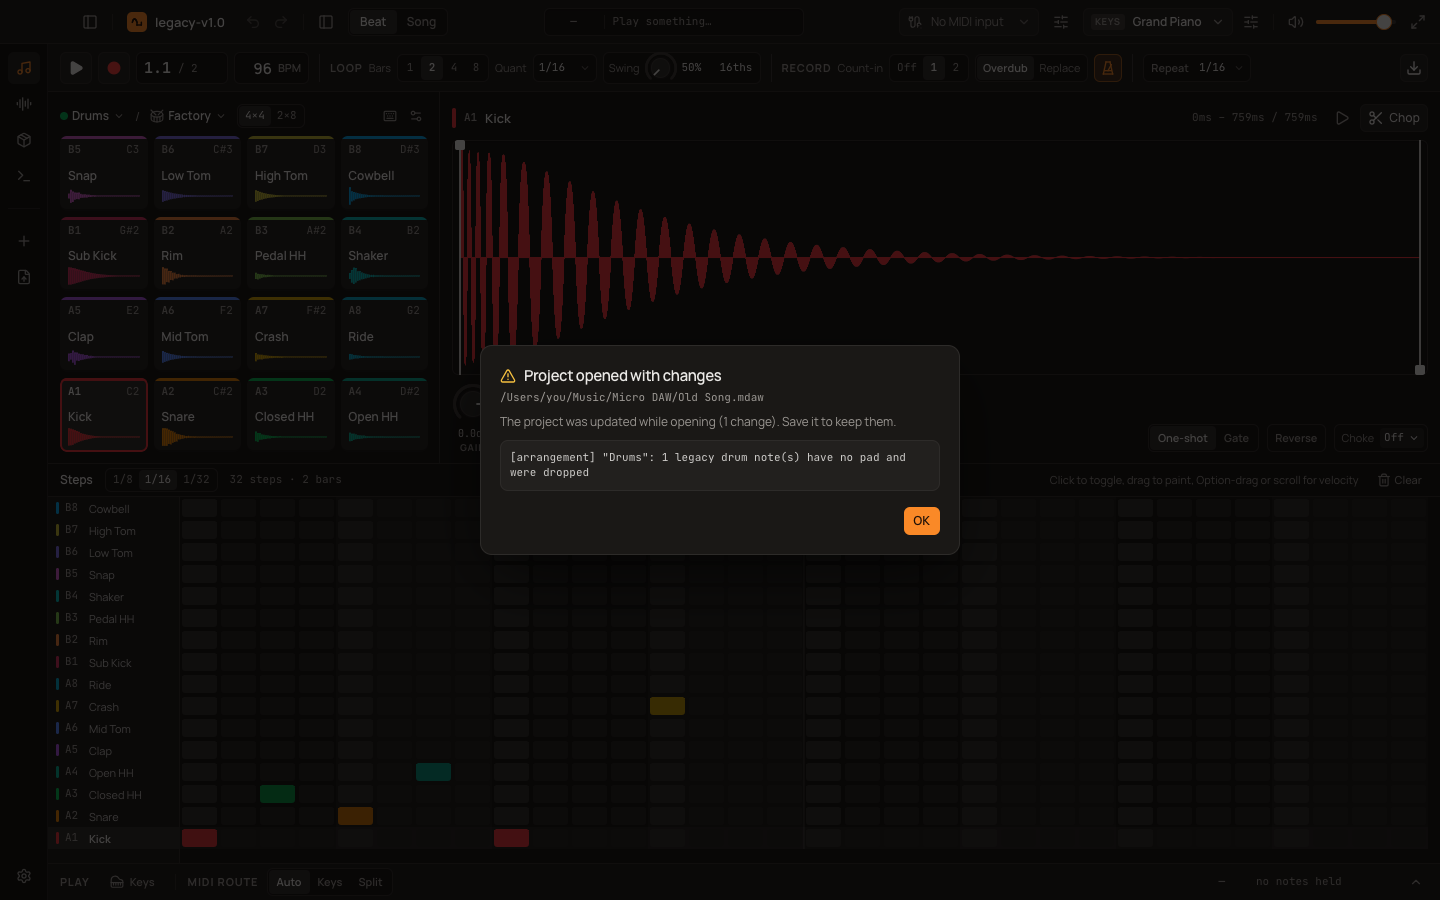 legacy-v1.0
Beat Song
– Play something…
No MIDI input
KEYS Grand Piano
1.1 / 2
96 BPM
LOOP Bars 1 2 4 8 Quant 1/16
Swing 50% 16ths
RECORD Count-in Off 1 2 Overdub Replace
Repeat 1/16
Drums / Factory 4×4 2×8
B5 C3 Snap
B6 C#3 Low Tom
B7 D3 High Tom
B8 D#3 Cowbell
B1 G#2 Sub Kick
B2 A2 Rim
B3 A#2 Pedal HH
B4 B2 Shaker
A5 E2 Clap
A6 F2 Mid Tom
A7 F#2 Crash
A8 G2 Ride
A1 C2 Kick
A2 C#2 Snare
A3 D2 Closed HH
A4 D#2 Open HH
A1 Kick
0ms – 759ms / 759ms
Chop
Project opened with changes
/Users/you/Music/Micro DAW/Old Song.mdaw
The project was updated while opening (1 change). Save it to keep them.
[arrangement] "Drums": 1 legacy drum note(s) have no pad and
were dropped
OK
One-shot Gate Reverse Choke Off
Steps 1/8 1/16 1/32 32 steps · 2 bars
Click to toggle, drag to paint, Option-drag or scroll for velocity
Clear
B8 Cowbell
B7 High Tom
B6 Low Tom
B5 Snap
B4 Shaker
B3 Pedal HH
B2 Rim
B1 Sub Kick
A8 Ride
A7 Crash
A6 Mid Tom
A5 Clap
A4 Open HH
A3 Closed HH
A2 Snare
A1 Kick
PLAY Keys MIDI ROUTE Auto Keys Split
– no notes held